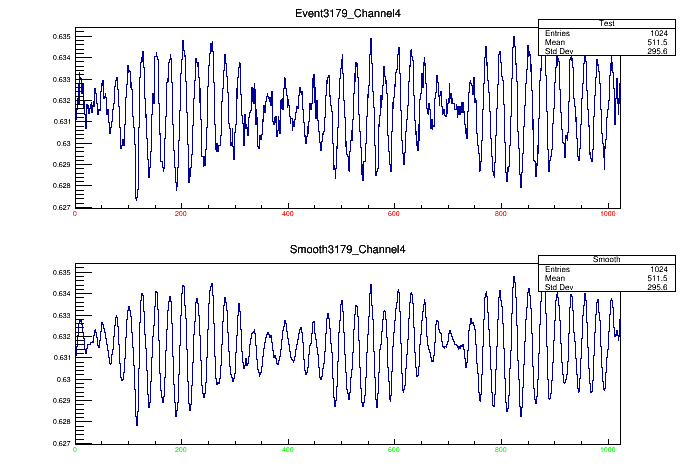 Event3179_Channel4
Test
Entries 1024
Mean 511.5
Std Dev 295.6
0.635
0.634
0.633
0.632
0.631
0.63
0.629
0.628
0.627
0 200 400 600 800 1000
Smooth3179_Channel4
Smooth
Entries 1024
Mean 511.5
Std Dev 295.6
0.635
0.634
0.633
0.632
0.631
0.63
0.629
0.628
0.627
0 200 400 600 800 1000